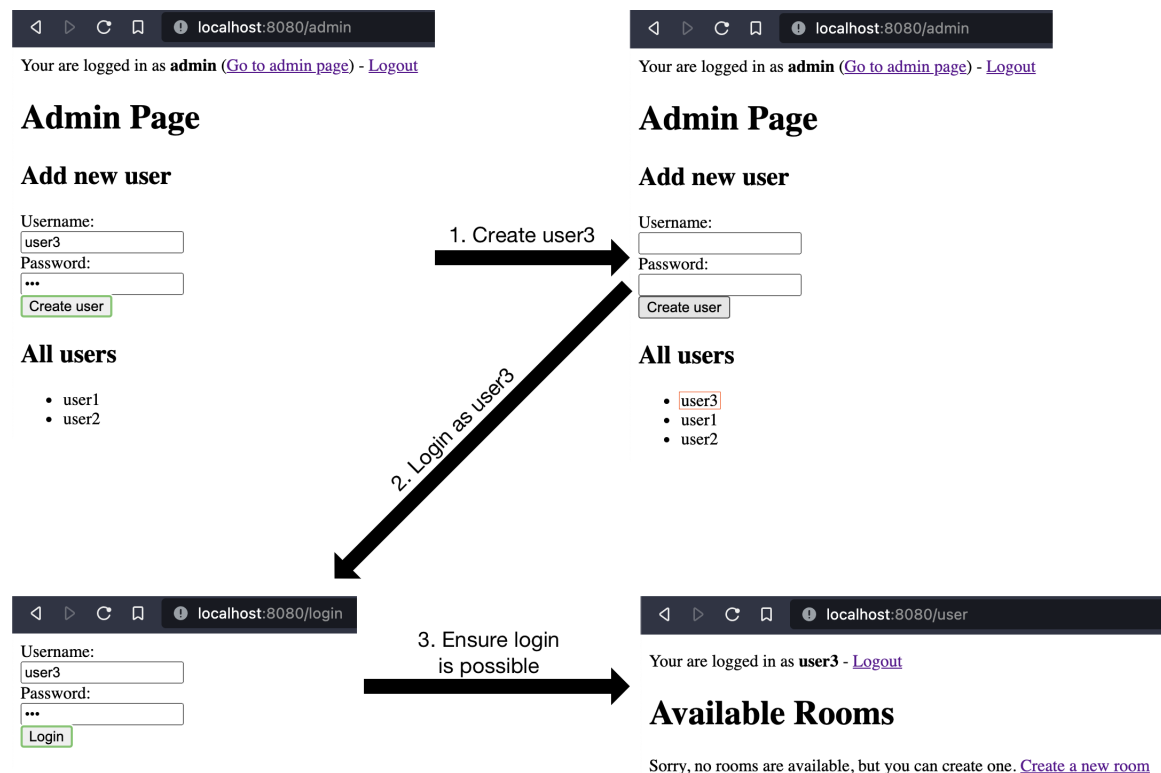 localhost:8080/admin
Your are logged in as admin (Go to admin page) - Logout
Admin Page
Add new user
Username:
user3
Password:
•••
Create user
All users
• user1
• user2
1. Create user3
localhost:8080/admin
Your are logged in as admin (Go to admin page) - Logout
Admin Page
Add new user
Username:
Password:
Create user
All users
• user3
• user1
• user2
2. Login as user3
localhost:8080/login
Username:
user3
Password:
•••
Login
3. Ensure login
is possible
localhost:8080/user
Your are logged in as user3 - Logout
Available Rooms
Sorry, no rooms are available, but you can create one. Create a new room